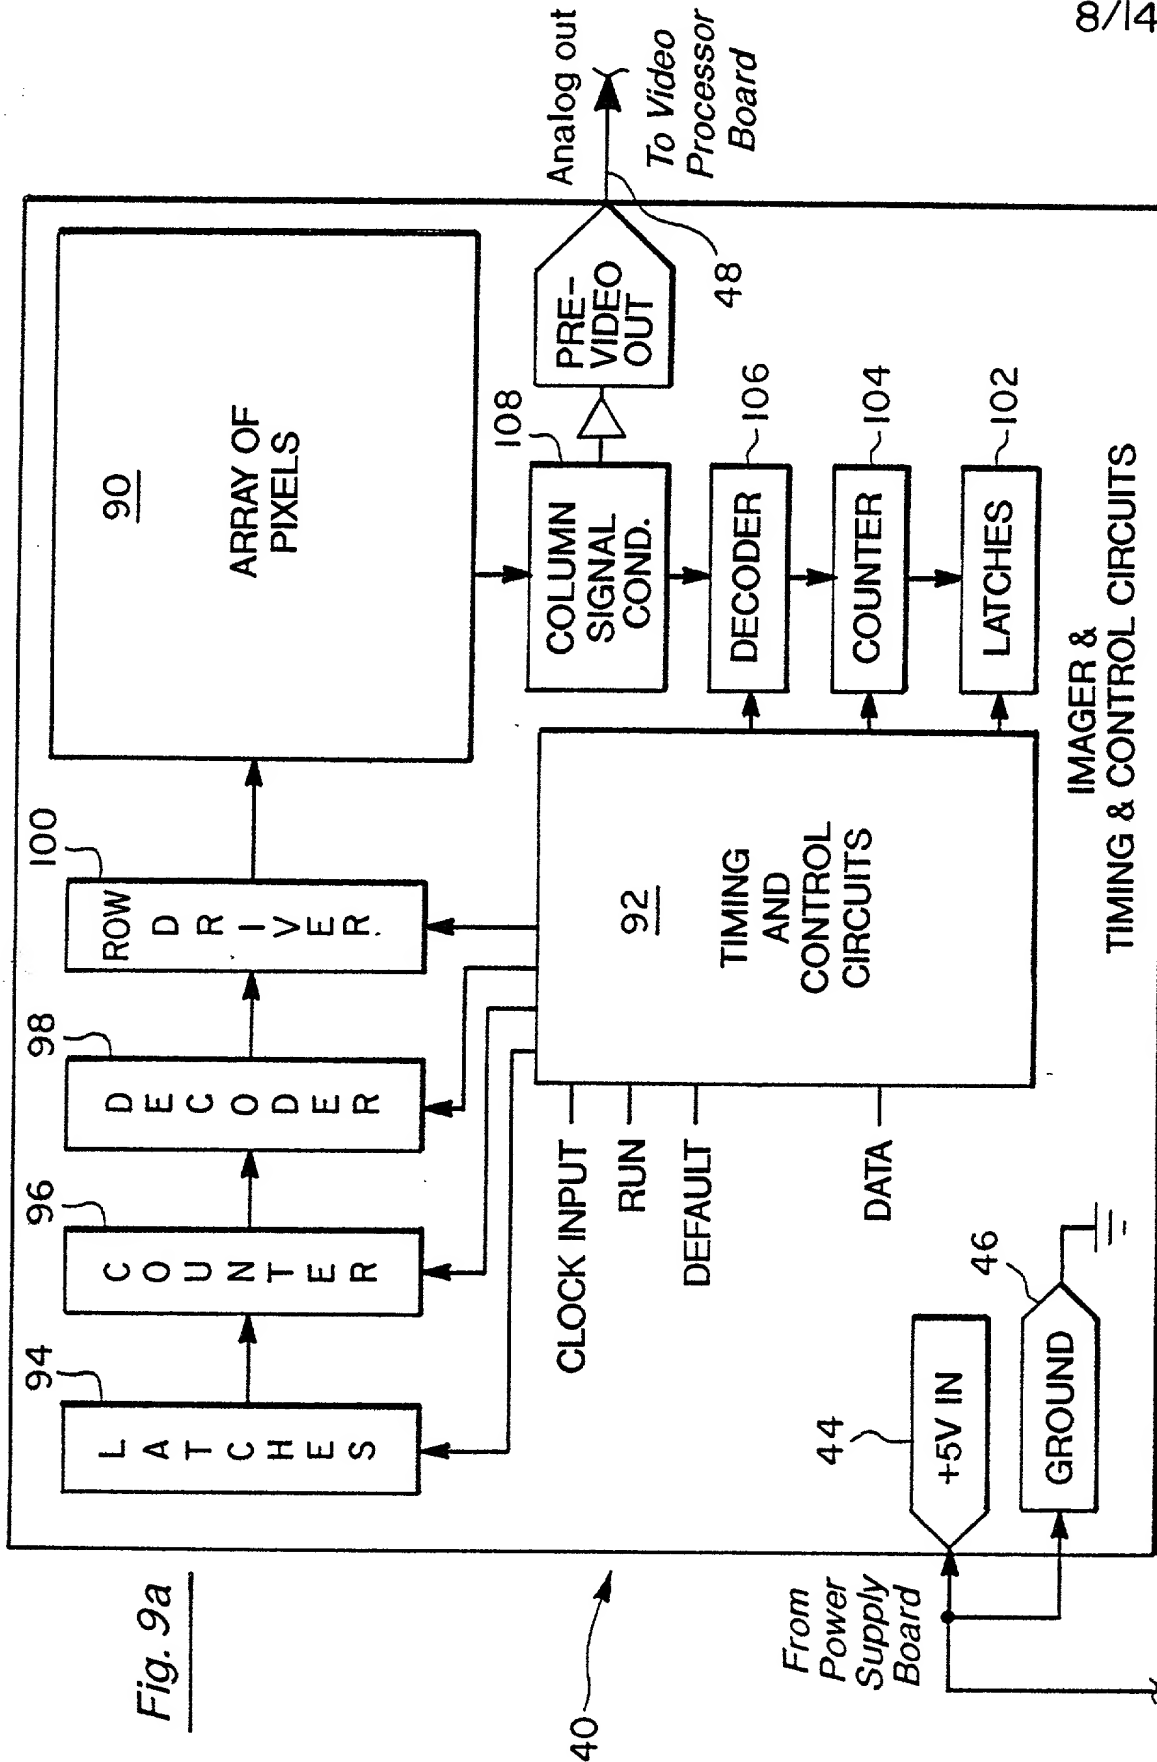 8/14
Fig. 9a
40
94
LATCHES
96
COUNTER
98
DECODER
100
ROW
DRIVER
90
ARRAY OF
PIXELS
CLOCK INPUT
RUN
DEFAULT
DATA
92
TIMING
AND
CONTROL
CIRCUITS
108
COLUMN
SIGNAL
COND.
PRE-
VIDEO
OUT
48
Analog out
To Video
Processor
Board
DECODER
106
COUNTER
104
LATCHES
102
From
Power
Supply
Board
44
+5V IN
46
GROUND
IMAGER &
TIMING & CONTROL CIRCUITS